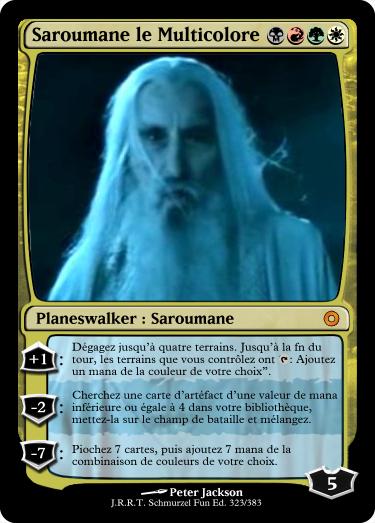 Saroumane le Multicolore
Planeswalker : Saroumane
+1 : Dégagez jusqu'à quatre terrains. Jusqu'à la fn du
tour, les terrains que vous contrôlez ont : Ajoutez
un mana de la couleur de votre choix".
-2 : Cherchez une carte d'artéfact d'une valeur de mana
inférieure ou égale à 4 dans votre bibliothèque,
mettez-la sur le champ de bataille et mélangez.
-7 : Piochez 7 cartes, puis ajoutez 7 mana de la
combinaison de couleurs de votre choix.
5
Peter Jackson
J.R.R.T. Schmurzel Fun Ed. 323/383